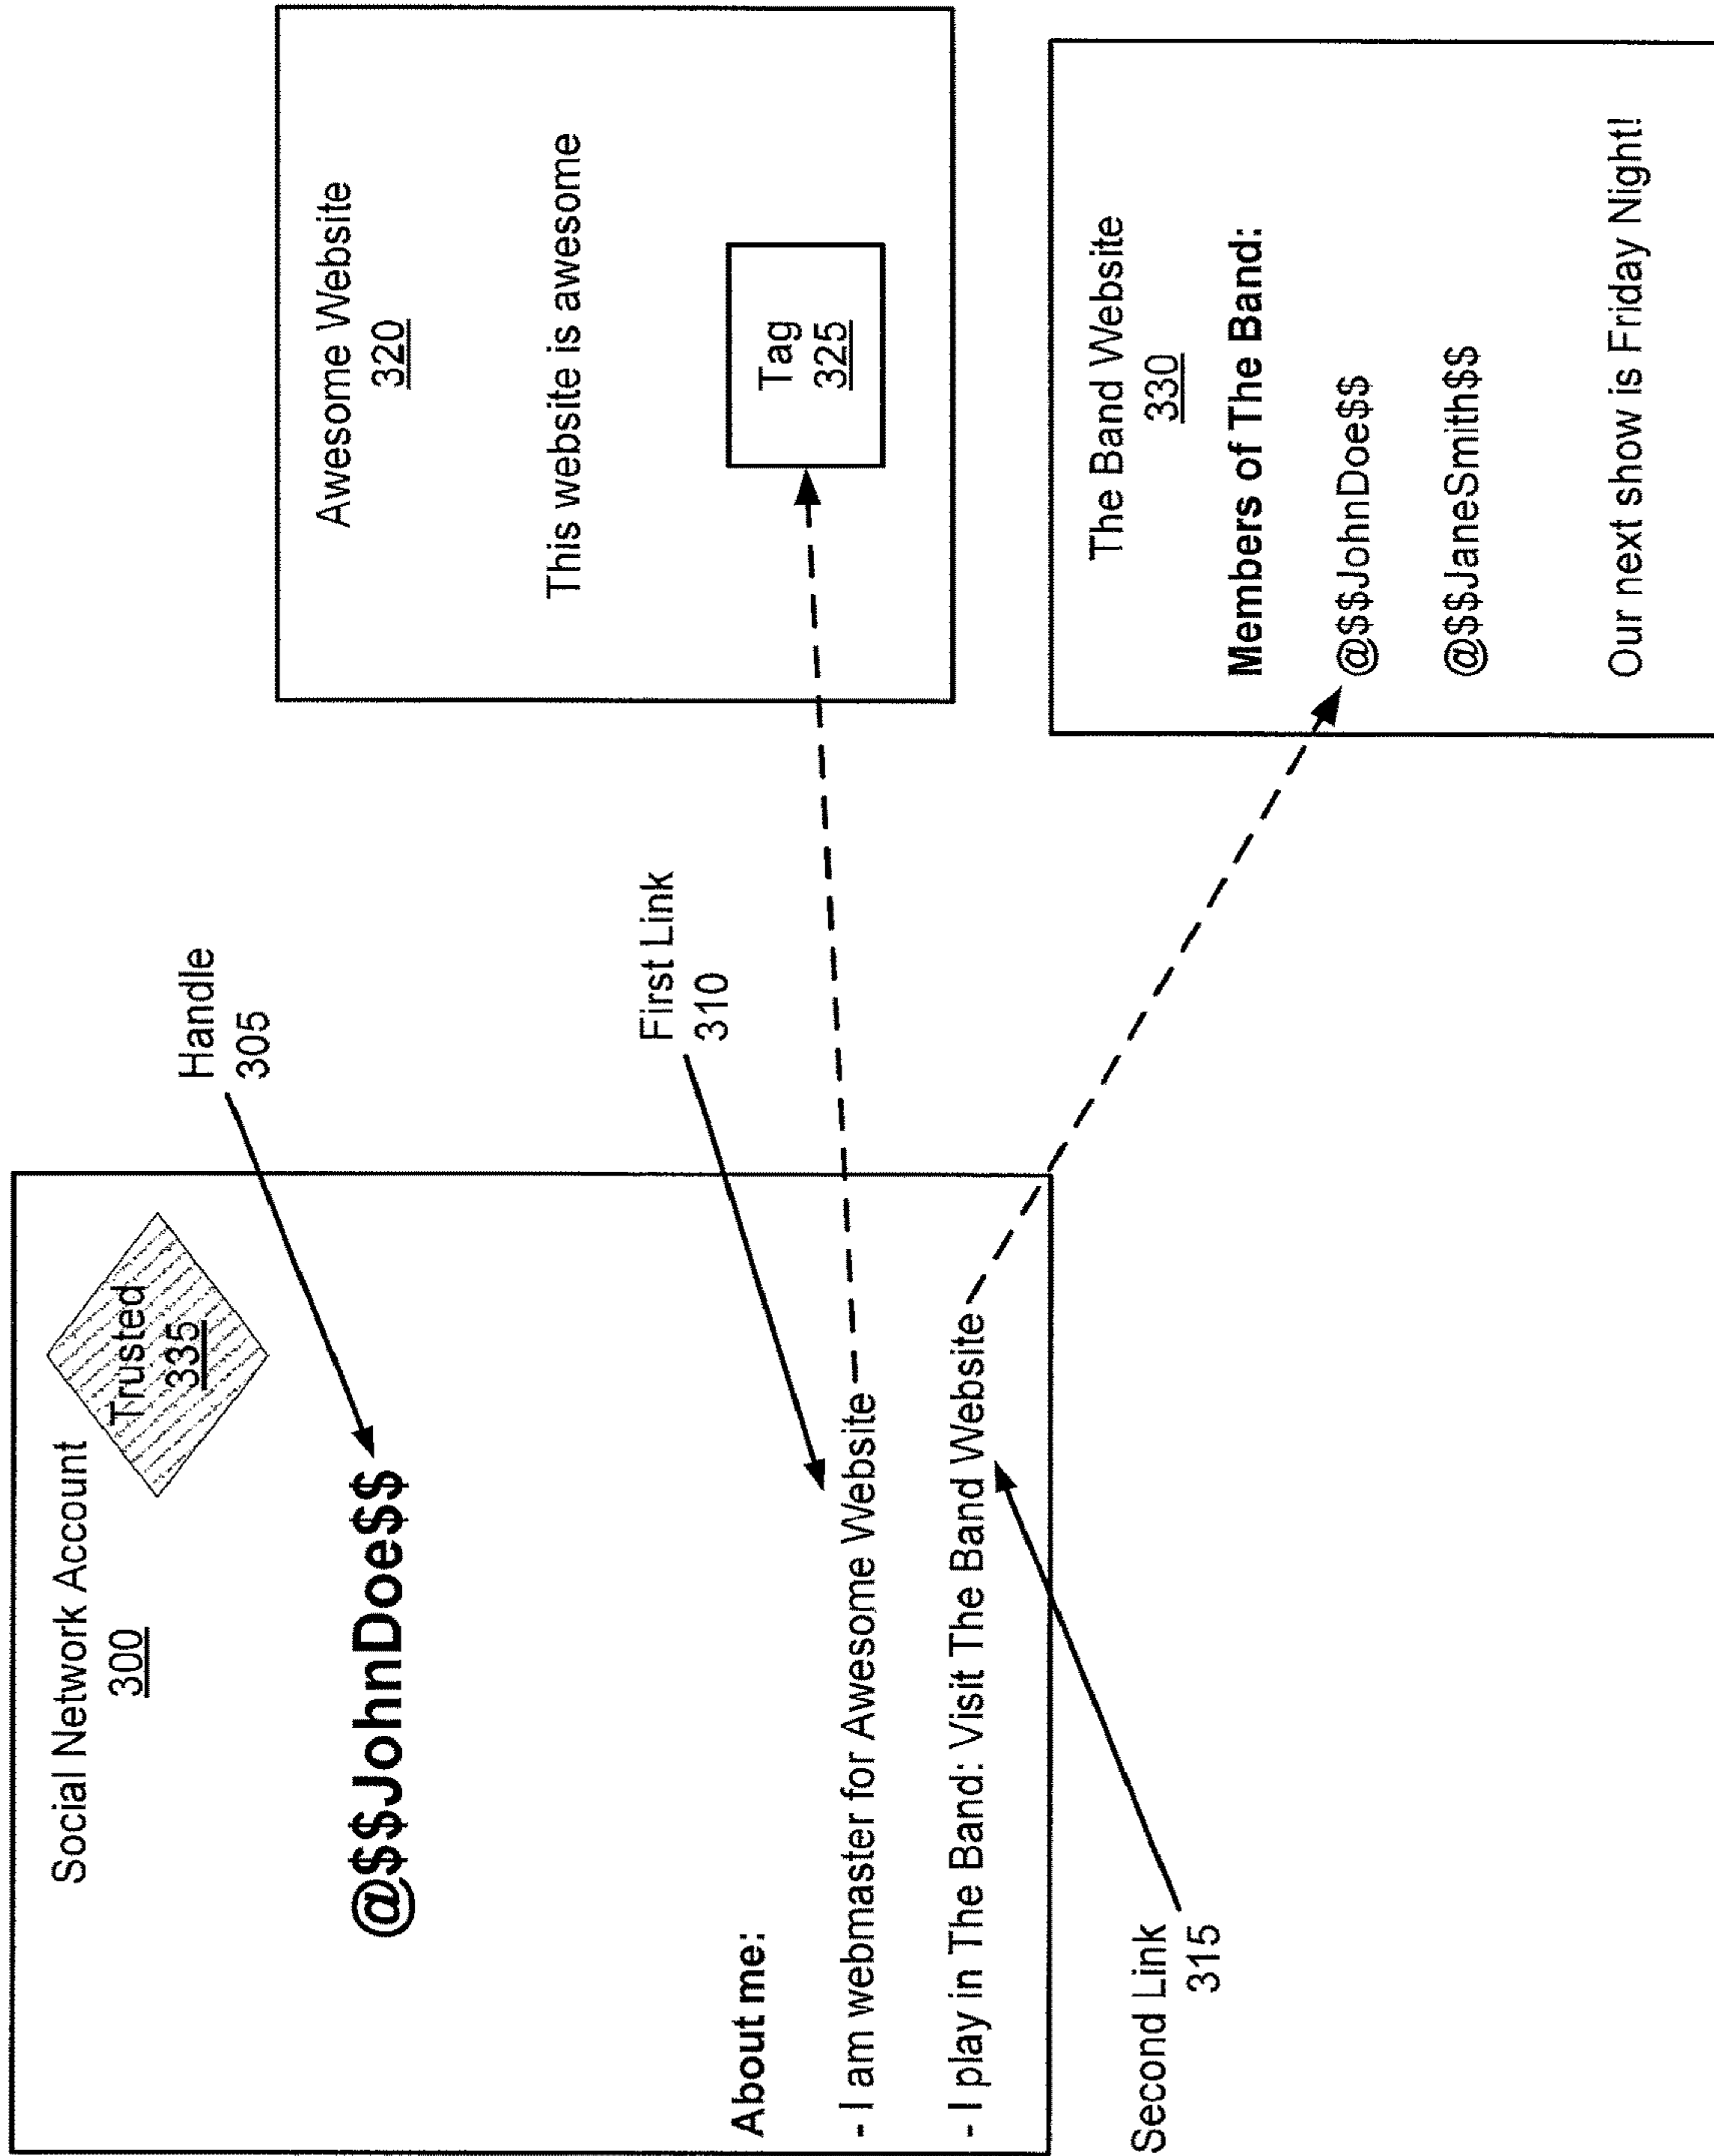 Social Network Account
300
Trusted
335
@$$JohnDoe$$
Handle
305
About me:
- I am webmaster for Awesome Website
- I play in The Band: Visit The Band Website
First Link
310
Second Link
315
Awesome Website
320
This website is awesome
Tag
325
The Band Website
330
Members of The Band:
@$$JohnDoe$$
@$$JaneSmith$$
Our next show is Friday Night!